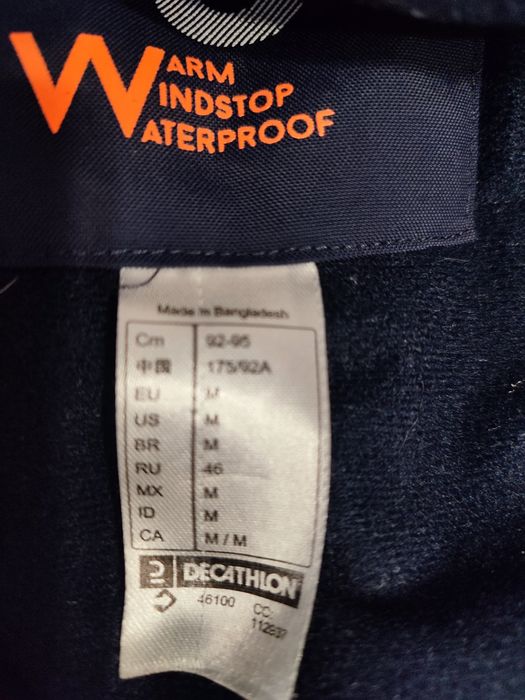 WARM
WINDSTOP
WATERPROOF
Made in Bangladesh
Cm 92-95
中国 175/92A
EU M
US M
BR M
RU 46
MX M
ID M
CA M / M
DECATHLON
46100 CC: